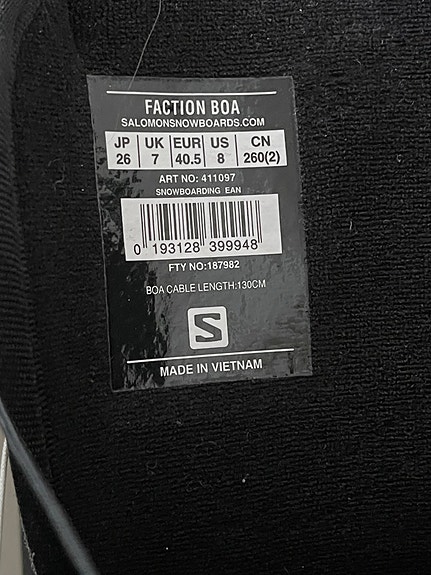 FACTION BOA
SALOMONSNOWBOARDS.COM
JP UK EUR US CN
26 7 40.5 8 260(2)
ART NO: 411097
SNOWBOARDING EAN
0 193128 399948
FTY NO:187982
BOA CABLE LENGTH:130CM
S
MADE IN VIETNAM